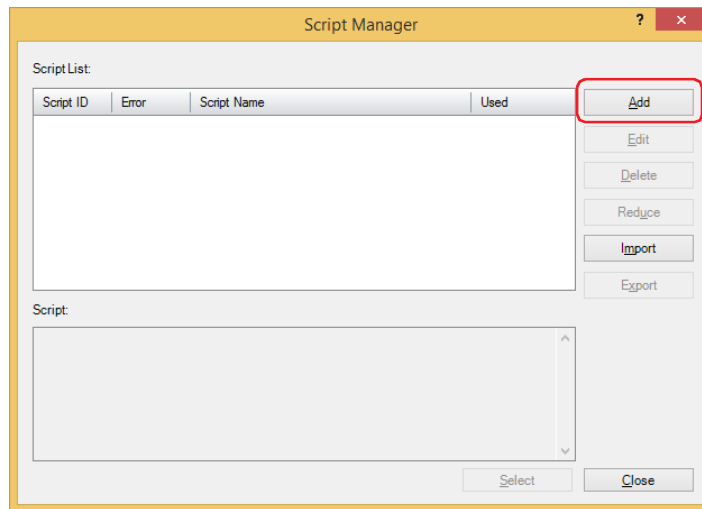 Script Manager
?
Script List:
Script ID Error Script Name Used
Add
Edit
Delete
Reduce
Import
Export
Script:
Select Close